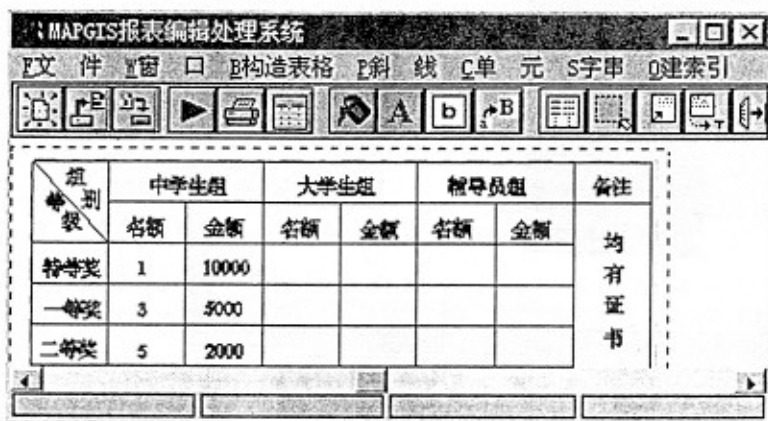 MAPGIS报表编辑处理系统
F文 件 W窗 口 B构造表格 P斜 线 C单 元 S字串 Q建索引
A b B
组 别 等 级 中学生组 大学生组 辅导员组 备注
名额 金额 名额 金额 名额 金额 均有证书
特等奖 1 10000
一等奖 3 5000
二等奖 5 2000